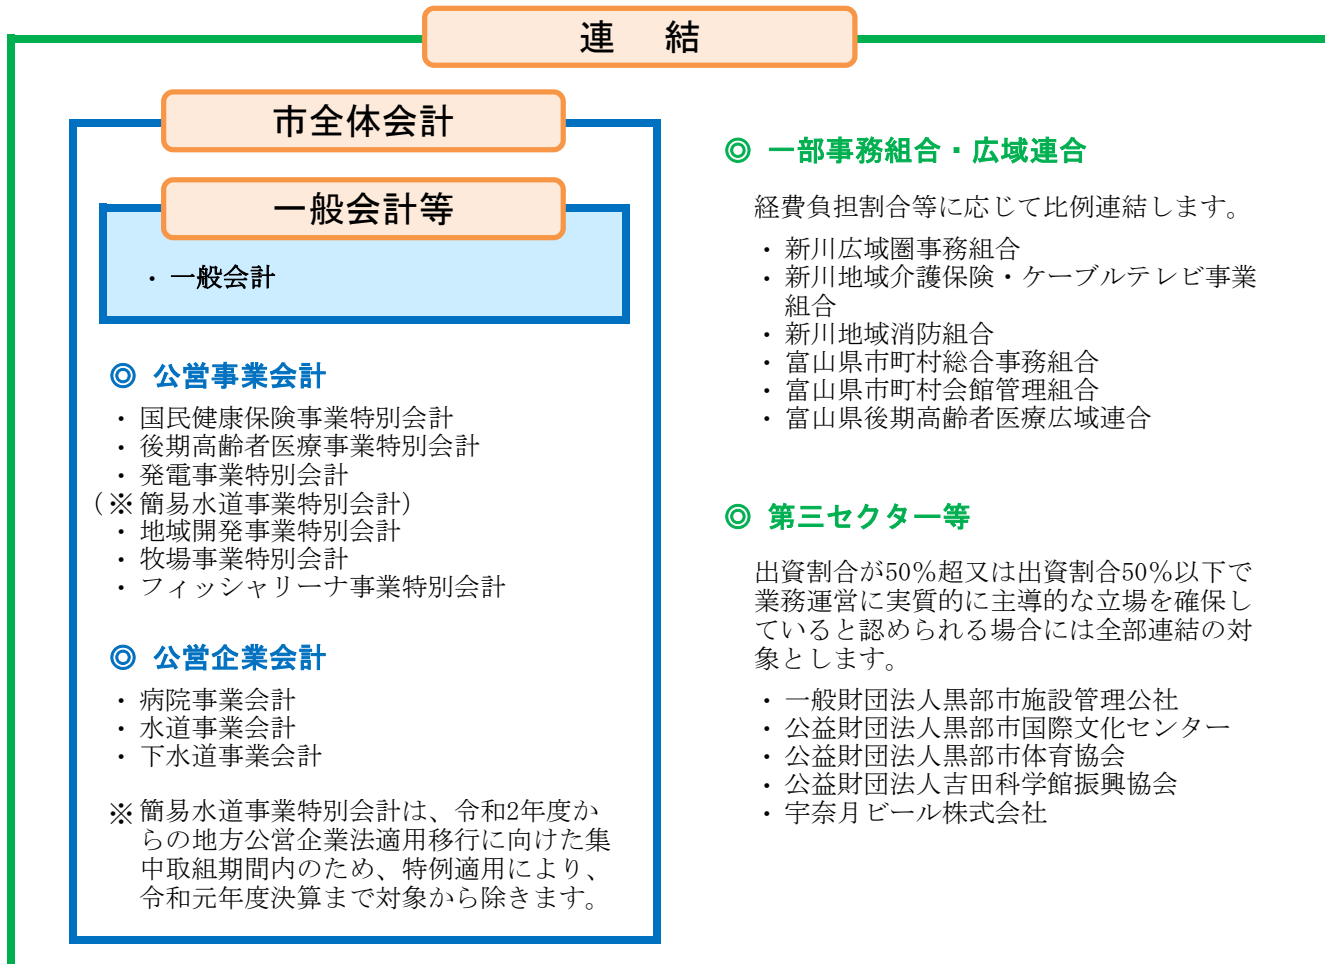 連 結
市全体会計
一般会計等
・ 一般会計
◎ 公営事業会計
・ 国民健康保険事業特別会計
・ 後期高齢者医療事業特別会計
・ 発電事業特別会計
（※ 簡易水道事業特別会計）
・ 地域開発事業特別会計
・ 牧場事業特別会計
・ フィッシャリーナ事業特別会計
◎ 公営企業会計
・ 病院事業会計
・ 水道事業会計
・ 下水道事業会計
※ 簡易水道事業特別会計は、令和2年度か
らの地方公営企業法適用移行に向けた集
中取組期間内のため、特例適用により、
令和元年度決算まで対象から除きます。
◎ 一部事務組合・広域連合
経費負担割合等に応じて比例連結します。
・ 新川広域圏事務組合
・ 新川地域介護保険・ケーブルテレビ事業
組合
・ 新川地域消防組合
・ 富山県市町村総合事務組合
・ 富山県市町村会館管理組合
・ 富山県後期高齢者医療広域連合
◎ 第三セクター等
出資割合が50％超又は出資割合50％以下で
業務運営に実質的に主導的な立場を確保し
ていると認められる場合には全部連結の対
象とします。
・ 一般財団法人黒部市施設管理公社
・ 公益財団法人黒部市国際文化センター
・ 公益財団法人黒部市体育協会
・ 公益財団法人吉田科学館振興協会
・ 宇奈月ビール株式会社